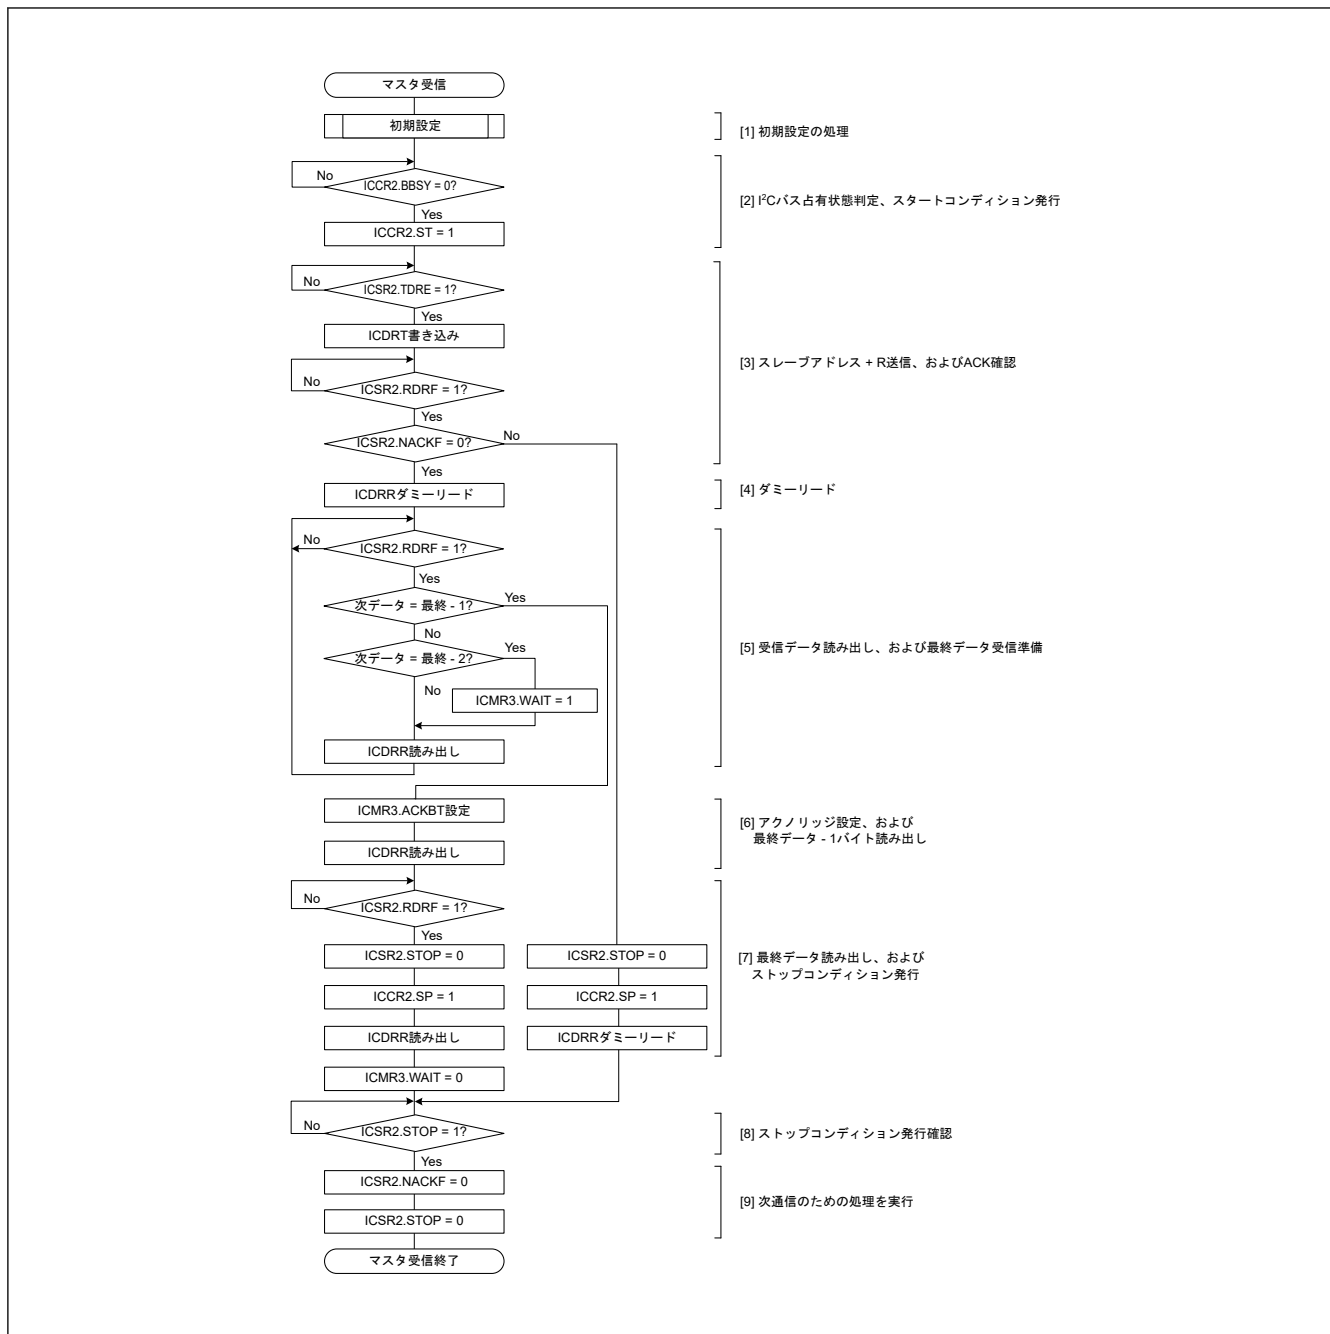 マスタ受信
初期設定
[1] 初期設定の処理
No
ICCR2.BBSY = 0?
Yes
ICCR2.ST = 1
[2] I²Cバス占有状態判定、スタートコンディション発行
No
ICSR2.TDRE = 1?
Yes
ICDRT書き込み
No
ICSR2.RDRF = 1?
Yes
ICSR2.NACKF = 0?
No
Yes
[3] スレーブアドレス + R送信、およびACK確認
ICDRRダミーリード
[4] ダミーリード
No
ICSR2.RDRF = 1?
Yes
次データ = 最終 - 1?
Yes
No
次データ = 最終 - 2?
Yes
No
ICMR3.WAIT = 1
ICDRR読み出し
[5] 受信データ読み出し、および最終データ受信準備
ICMR3.ACKBT設定
ICDRR読み出し
[6] アクノリッジ設定、および
最終データ - 1バイト読み出し
No
ICSR2.RDRF = 1?
Yes
ICSR2.STOP = 0
ICSR2.STOP = 0
ICCR2.SP = 1
ICCR2.SP = 1
ICDRR読み出し
ICDRRダミーリード
[7] 最終データ読み出し、および
ストップコンディション発行
ICMR3.WAIT = 0
No
ICSR2.STOP = 1?
Yes
[8] ストップコンディション発行確認
ICSR2.NACKF = 0
ICSR2.STOP = 0
[9] 次通信のための処理を実行
マスタ受信終了